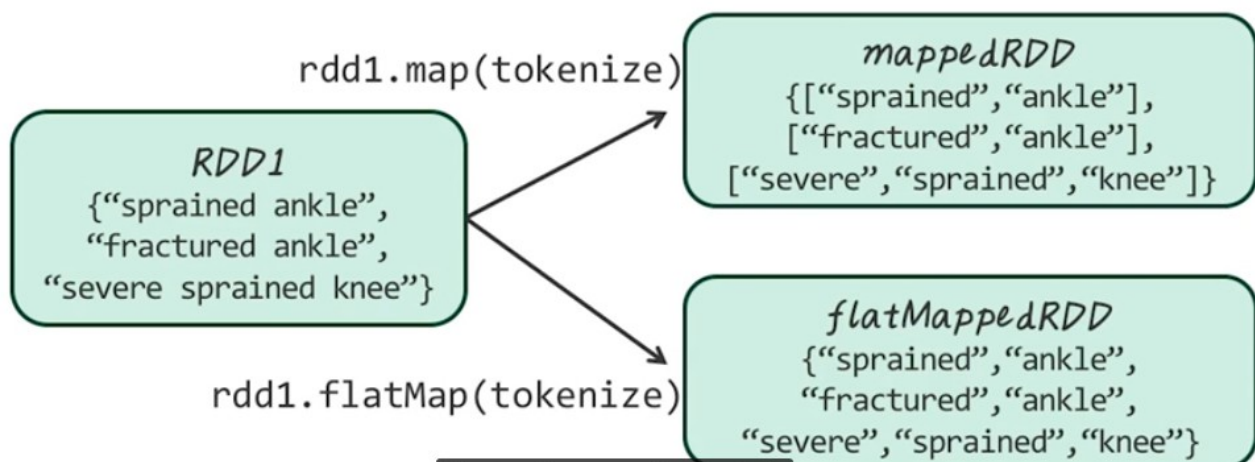 rdd1.map(tokenize)
mappedRDD
{[“sprained”,“ankle”],
[“fractured”,“ankle”],
[“severe”,“sprained”,“knee”]}
RDD1
{“sprained ankle”,
“fractured ankle”,
“severe sprained knee”}
rdd1.flatMap(tokenize)
flatMappedRDD
{“sprained”,“ankle”,
“fractured”,“ankle”,
“severe”,“sprained”,“knee”}